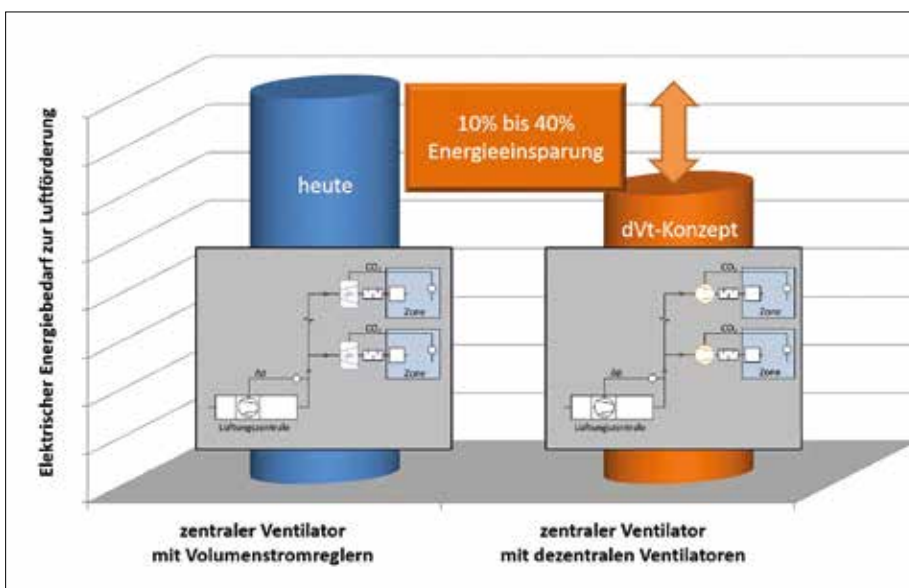 Elektrischer Energiebedarf zur Luftförderung
heute
10% bis 40%
Energieeinsparung
dVt-Konzept
CO₂
Zone
CO₂
Zone
Δp
Lüftungszentrale
CO₂
Zone
CO₂
Zone
Δp
Lüftungszentrale
zentraler Ventilator
mit Volumenstromreglern
zentraler Ventilator
mit dezentralen Ventilatoren